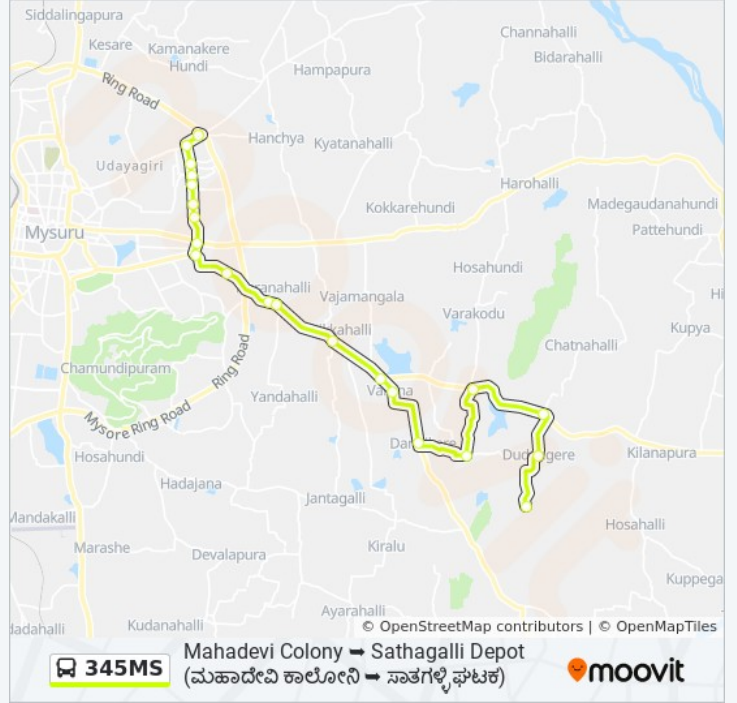 Siddalingapura
Channahalli
Kesare
Kamanakere
Hundi
Bidarahalli
Hampapura
Ring Road
Hanchya
Kyatanahalli
Udayagiri
Harohalli
Kokkarehundi
Madegaudanahundi
Mysuru
Pattehundi
Hosahundi
Vajamangala
Varakodu
Kupya
Chatnahalli
Chamundipuram
Ring Road
Yandahalli
Mysore Ring Road
Hosahundi
Kilanapura
Hadajana
Jantagalli
Mandakalli
Hosahalli
Marashe
Devalapura
Kiralu
Kuppega
Ayarahalli
Kudanahalli
dadahalli
© OpenStreetMap contributors | © OpenMapTiles
345MS
Mahadevi Colony ➥ Sathagalli Depot
(ಮಹಾದೇವಿ ಕಾಲೋನಿ ➥ ಸಾತಗಳ್ಳಿ ಘಟಕ)
moovit